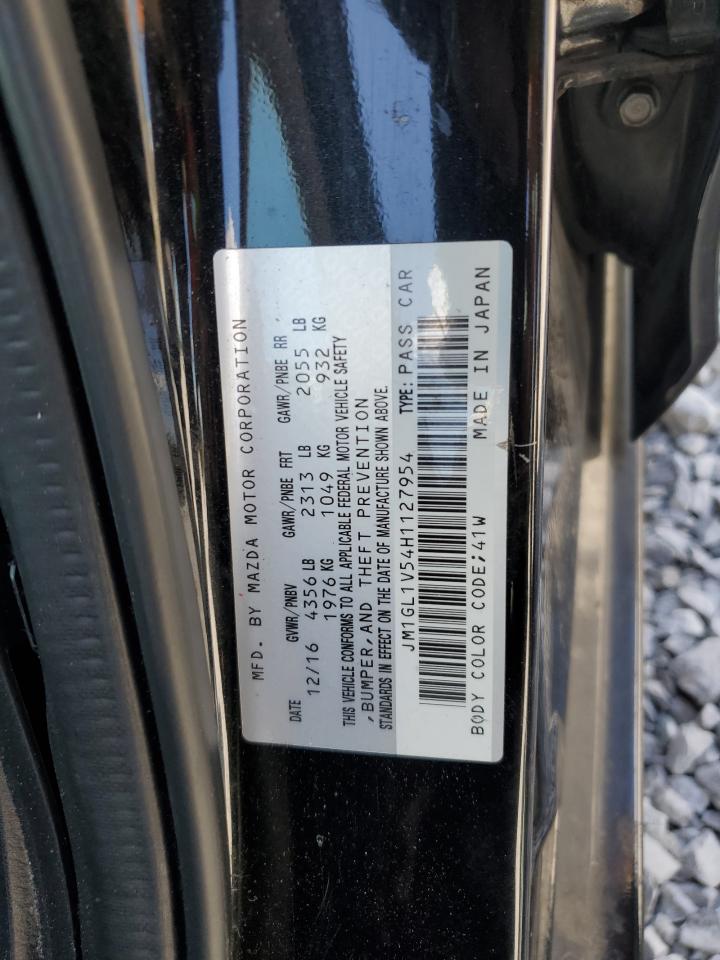 MFD. BY MAZDA MOTOR CORPORATION
DATE GVWR/PNBV GAWR/PNBE FRT GAWR/PNBE RR
12/16 4356 LB 2313 LB 2055 LB
1976 KG 1049 KG 932 KG
THIS VEHICLE CONFORMS TO ALL APPLICABLE FEDERAL MOTOR VEHICLE SAFETY
,BUMPER,AND THEFT PREVENTION
STANDARDS IN EFFECT ON THE DATE OF MANUFACTURE SHOWN ABOVE.
JM1GL1V54H1127954 TYPE: PASS CAR
BODY COLOR CODE;41W MADE IN JAPAN